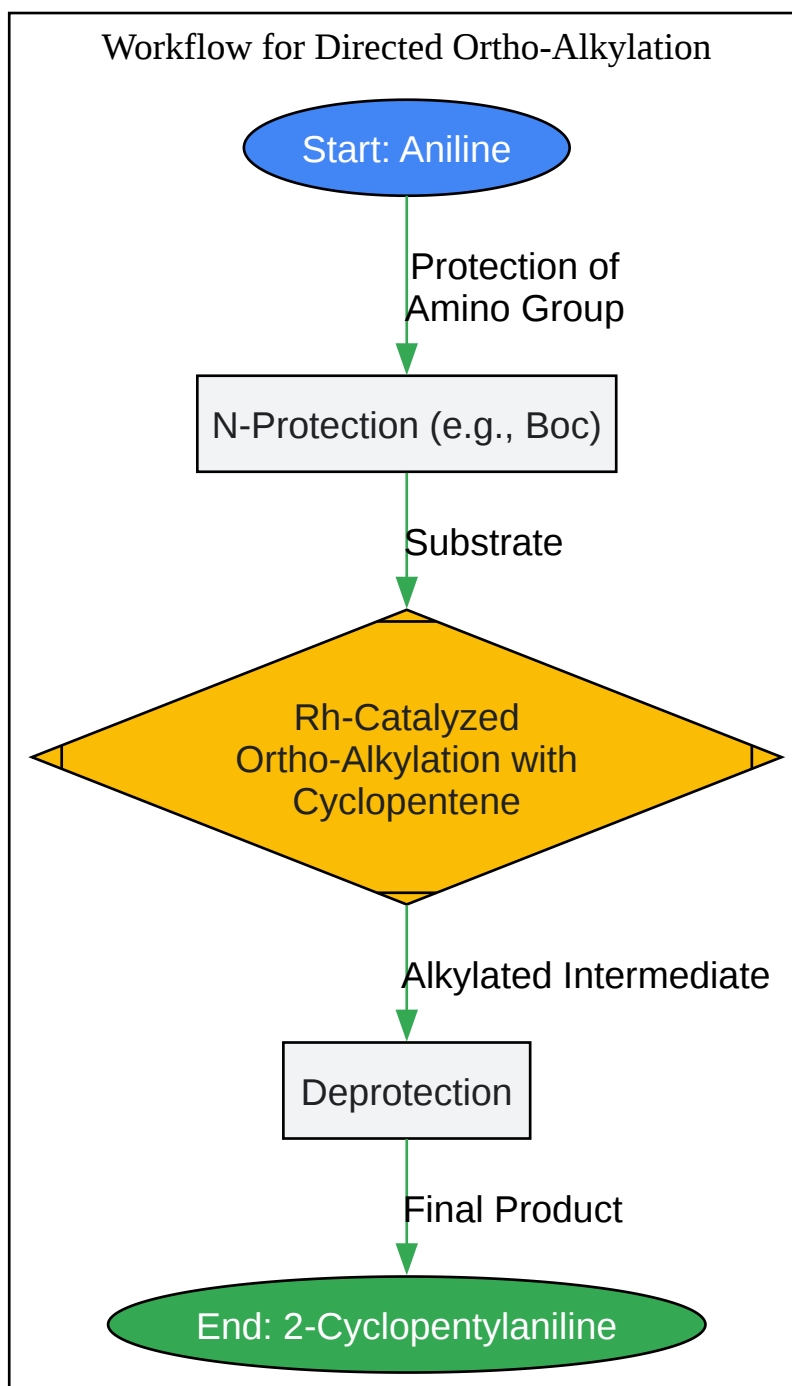 Workflow for Directed Ortho-Alkylation
Start: Aniline
Protection of
Amino Group
N-Protection (e.g., Boc)
Substrate
Rh-Catalyzed
Ortho-Alkylation with
Cyclopentene
Alkylated Intermediate
Deprotection
Final Product
End: 2-Cyclopentylaniline